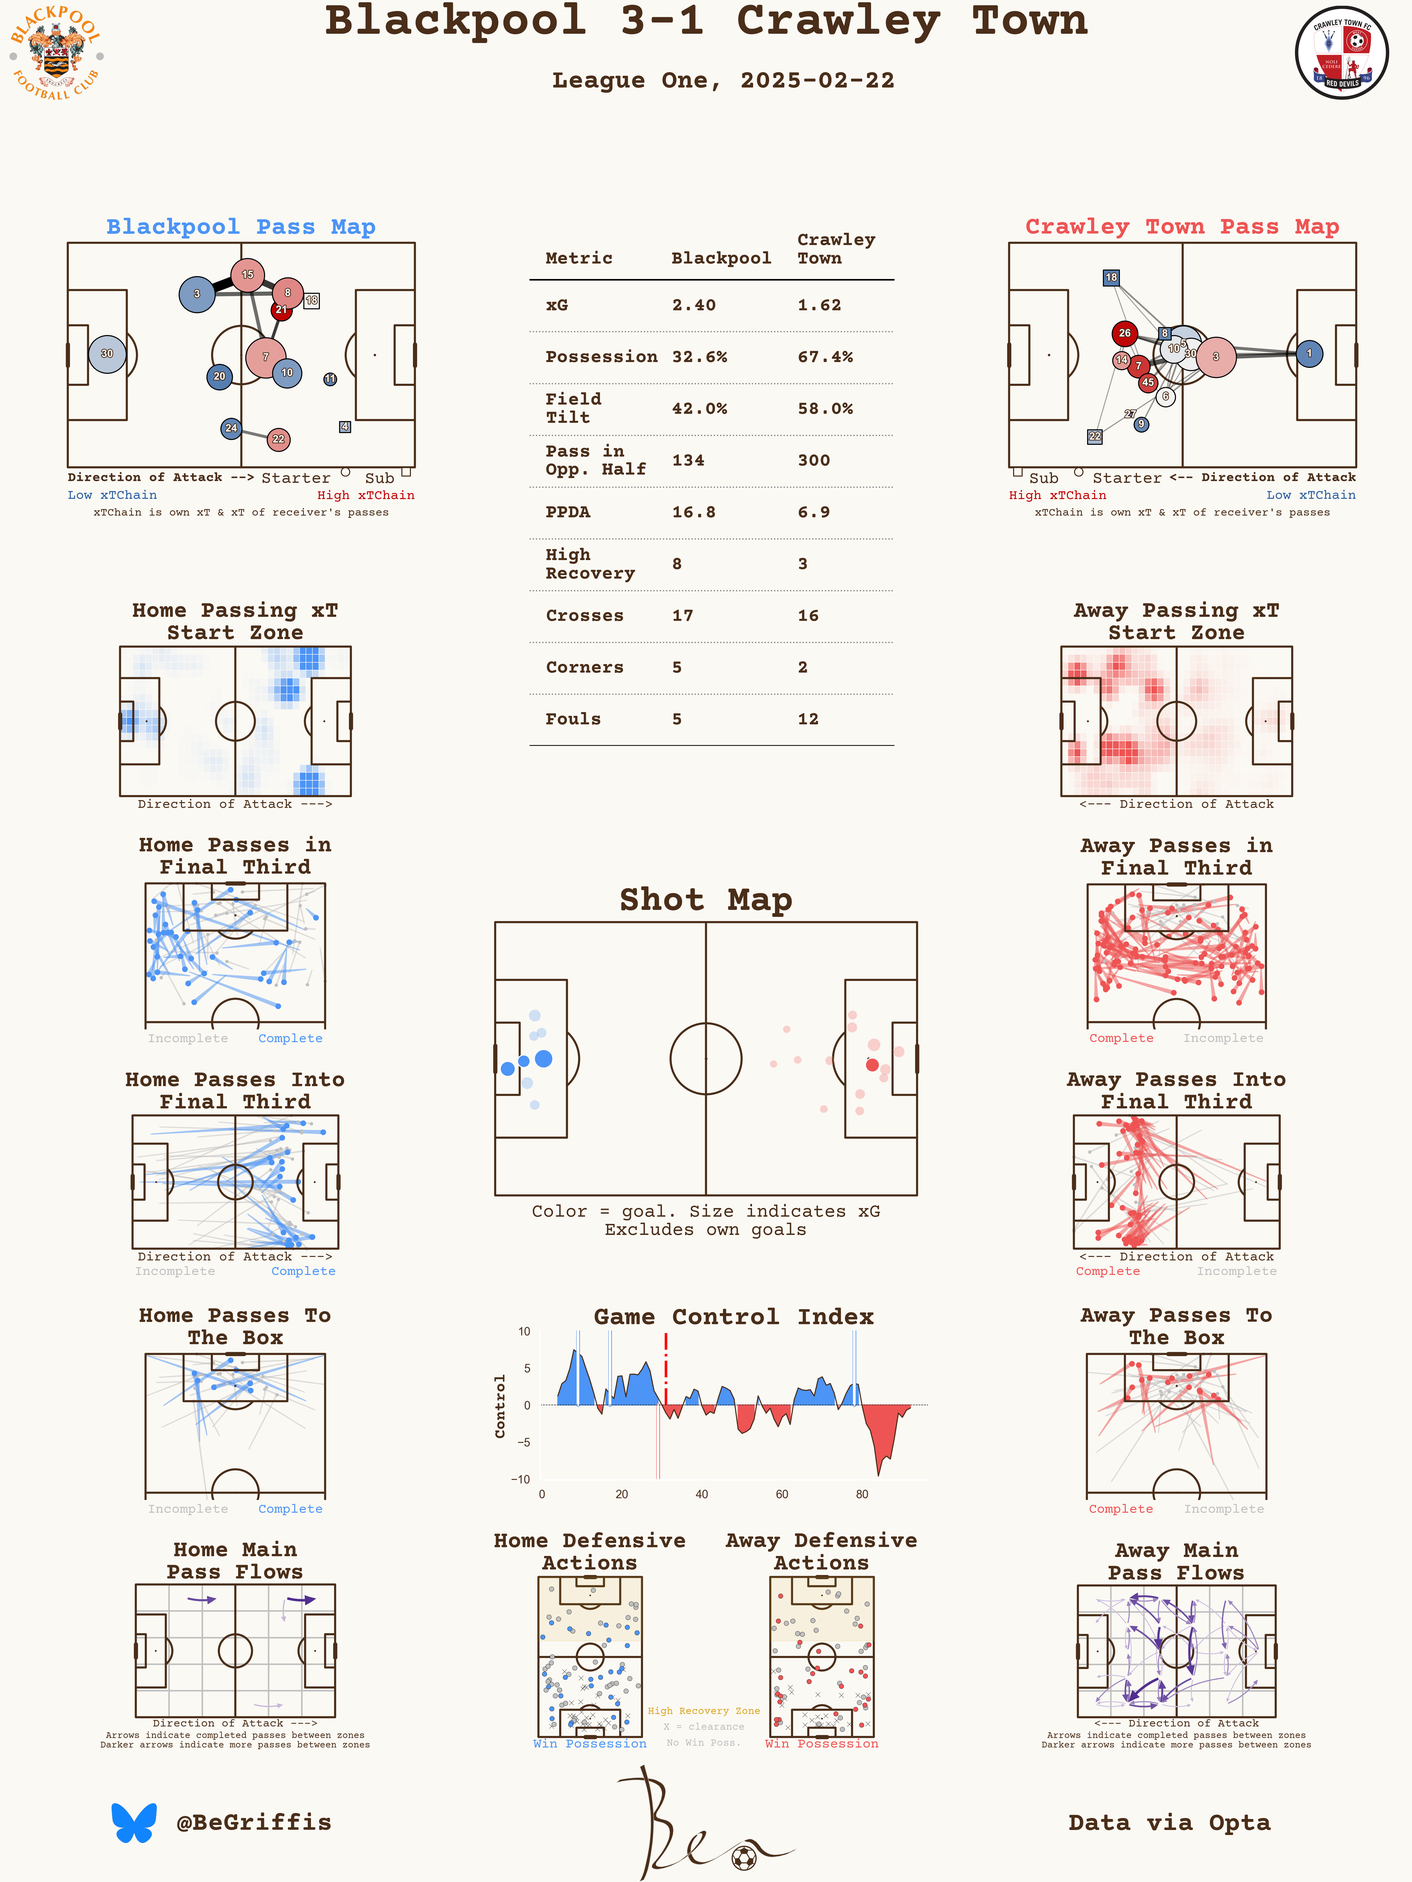 Blackpool 3-1 Crawley Town
League One, 2025-02-22
BLACKPOOL
FOOTBALL CLUB
CRAWLEY TOWN FC
NOLI
CEDERE
18 96
RED DEVILS
Blackpool Pass Map
30
3
15
8
21
18
7
10
20
11
24
22
4
Direction of Attack --> Starter Sub
Low xTChain High xTChain
xTChain is own xT & xT of receiver's passes
Metric Blackpool Crawley Town
xG 2.40 1.62
Possession 32.6% 67.4%
Field Tilt 42.0% 58.0%
Pass in Opp. Half 134 300
PPDA 16.8 6.9
High Recovery 8 3
Crosses 17 16
Corners 5 2
Fouls 5 12
Crawley Town Pass Map
18
26
8
5
10
30
3
1
14
7
45
6
27
9
22
Sub Starter <-- Direction of Attack
High xTChain Low xTChain
xTChain is own xT & xT of receiver's passes
Home Passing xT
Start Zone
Direction of Attack --->
Away Passing xT
Start Zone
<--- Direction of Attack
Home Passes in
Final Third
Incomplete Complete
Away Passes in
Final Third
Complete Incomplete
Shot Map
Color = goal. Size indicates xG
Excludes own goals
Home Passes Into
Final Third
Direction of Attack --->
Incomplete Complete
Away Passes Into
Final Third
<--- Direction of Attack
Complete Incomplete
Home Passes To
The Box
Incomplete Complete
Game Control Index
Control
10
5
0
−5
−10
0 20 40 60 80
Away Passes To
The Box
Complete Incomplete
Home Main
Pass Flows
Direction of Attack --->
Arrows indicate completed passes between zones
Darker arrows indicate more passes between zones
Home Defensive
Actions
Win Possession
High Recovery Zone
X = clearance
No Win Poss.
Away Defensive
Actions
Win Possession
Away Main
Pass Flows
<--- Direction of Attack
Arrows indicate completed passes between zones
Darker arrows indicate more passes between zones
@BeGriffis
Ben
Data via Opta